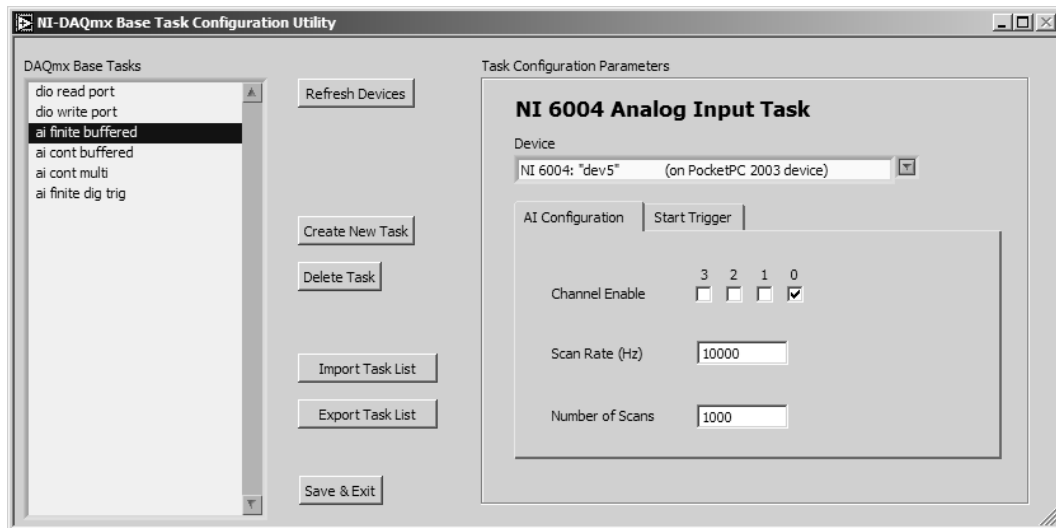 NI-DAQmx Base Task Configuration Utility
DAQmx Base Tasks
dio read port
dio write port
ai finite buffered
ai cont buffered
ai cont multi
ai finite dig trig
Refresh Devices
Create New Task
Delete Task
Import Task List
Export Task List
Save & Exit
Task Configuration Parameters
NI 6004 Analog Input Task
Device
NI 6004: "dev5" (on PocketPC 2003 device)
AI Configuration Start Trigger
3 2 1 0
Channel Enable
Scan Rate (Hz) 10000
Number of Scans 1000